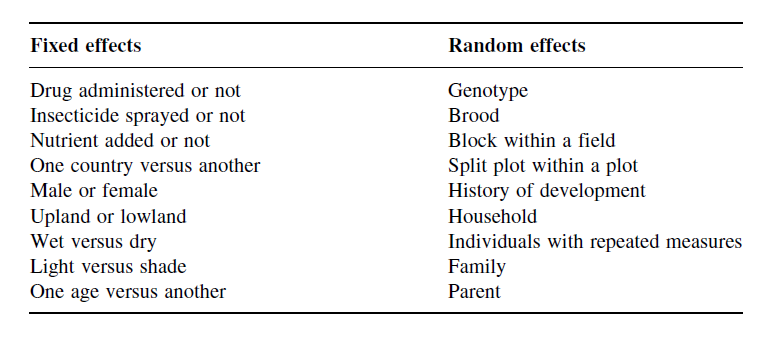 Fixed effects Random effects
Drug administered or not Genotype
Insecticide sprayed or not Brood
Nutrient added or not Block within a field
One country versus another Split plot within a plot
Male or female History of development
Upland or lowland Household
Wet versus dry Individuals with repeated measures
Light versus shade Family
One age versus another Parent